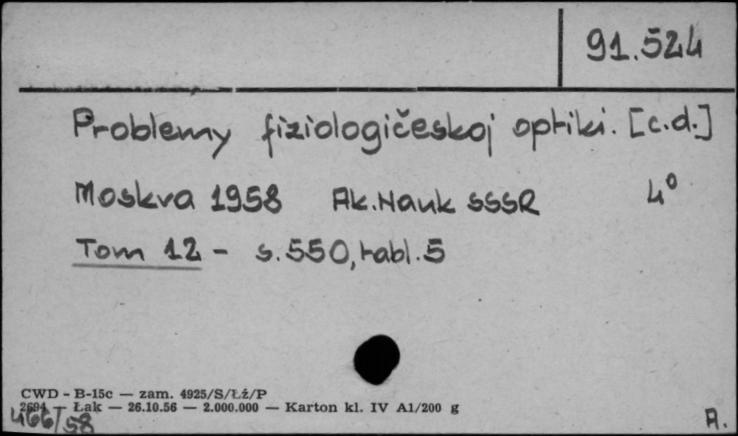 91.524
Problemy fiziologičeskoj optiki. [c.d.]
Moskva 1958 Ak.Nauk SSSR 4°
Tom 12 - s.550, tabl.5
CWD - B-15c — zam. 4925/S/Łź/P
2694 — Łak — 26.10.56 — 2.000.000 — Karton kl. IV A1/200 g
466/58
A.